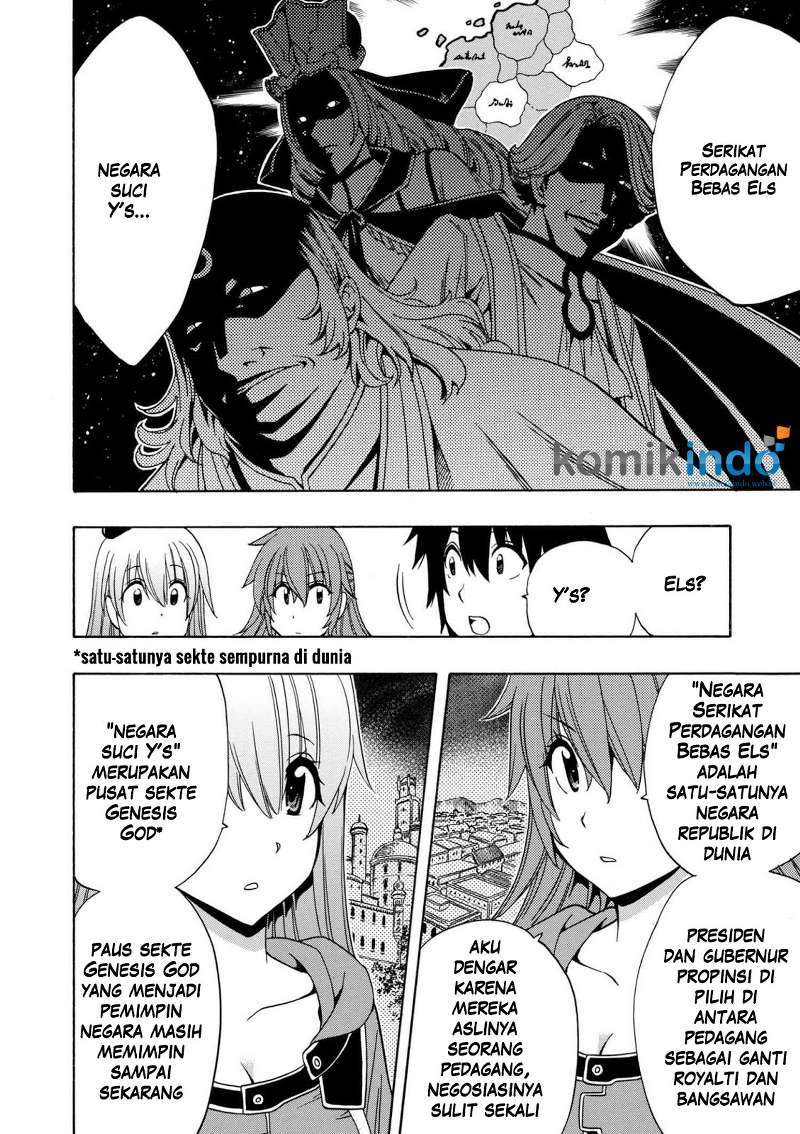 SERIKAT
PERDAGANGAN
BEBAS ELS
NEGARA
SUCI
Y'S...
komikindo
ELS?
Y'S?
*satu-satunya sekte sempurna di dunia
"NEGARA
SERIKAT
PERDAGANGAN
BEBAS ELS"
ADALAH
SATU-SATUNYA
NEGARA
REPUBLIK DI
DUNIA
PRESIDEN
DAN GUBERNUR
PROPINSI DI
PILIH DI
ANTARA
PEDAGANG
SEBAGAI GANTI
ROYALTI DAN
BANGSAWAN
AKU
DENGAR
KARENA
MEREKA
ASLINYA
SEORANG
PEDAGANG,
NEGOSIASINYA
SULIT SEKALI
"NEGARA
SUCI Y'S"
MERUPAKAN
PUSAT SEKTE
GENESIS
GOD*
PAUS SEKTE
GENESIS GOD
YANG MENJADI
PEMIMPIN
NEGARA MASIH
MEMIMPIN
SAMPAI
SEKARANG